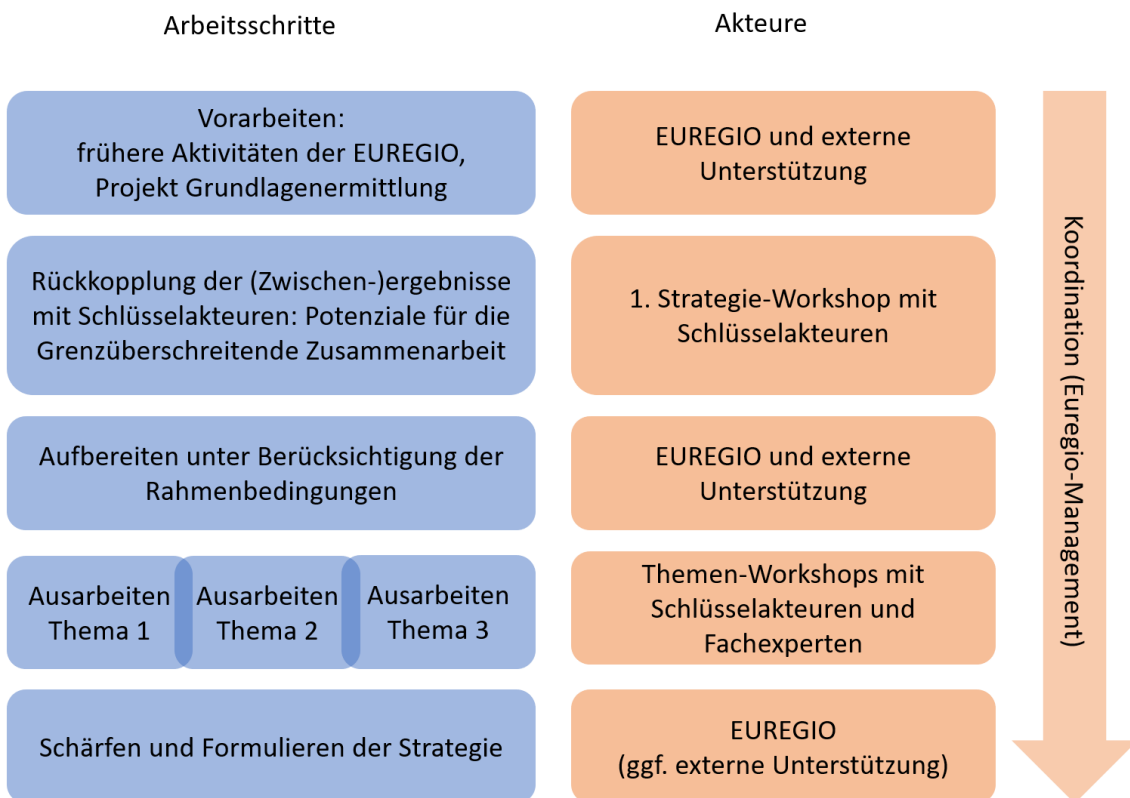 Arbeitsschritte
Akteure
Vorarbeiten:
frühere Aktivitäten der EUREGIO,
Projekt Grundlagenermittlung
EUREGIO und externe
Unterstützung
Rückkopplung der (Zwischen-)ergebnisse
mit Schlüsselakteuren: Potenziale für die
Grenzüberschreitende Zusammenarbeit
1. Strategie-Workshop mit
Schlüsselakteuren
Aufbereiten unter Berücksichtigung der
Rahmenbedingungen
EUREGIO und externe
Unterstützung
Ausarbeiten
Thema 1
Ausarbeiten
Thema 2
Ausarbeiten
Thema 3
Themen-Workshops mit
Schlüsselakteuren und
Fachexperten
Schärfen und Formulieren der Strategie
EUREGIO
(ggf. externe Unterstützung)
Koordination (Euregio-Management)